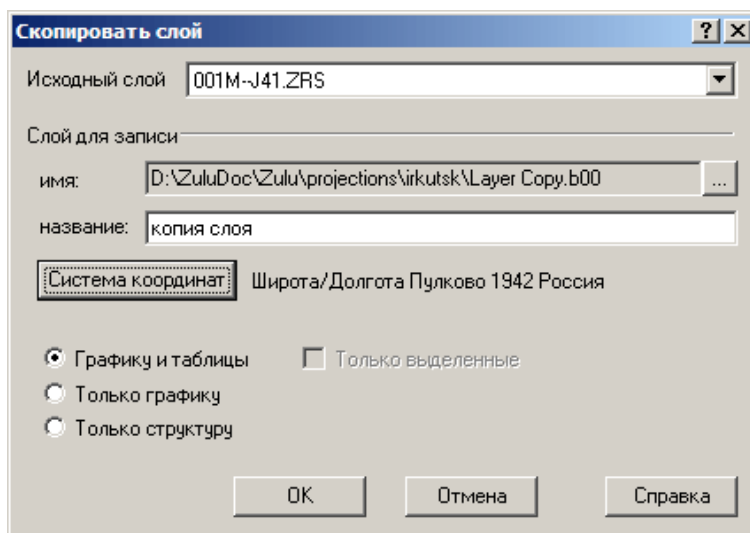 Скопировать слой
Исходный слой 001M--J41.ZRS
Слой для записи
имя: D:\ZuluDoc\Zulu\projections\irkutsk\Layer Copy.b00 ...
название: копия слоя
Система координат Широта/Долгота Пулково 1942 Россия
Графику и таблицы Только выделенные
Только графику
Только структуру
OK Отмена Справка